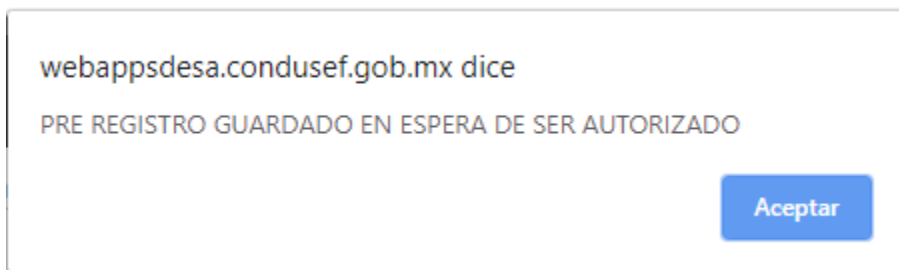 webappsdesa.condusef.gob.mx dice
PRE REGISTRO GUARDADO EN ESPERA DE SER AUTORIZADO
Aceptar